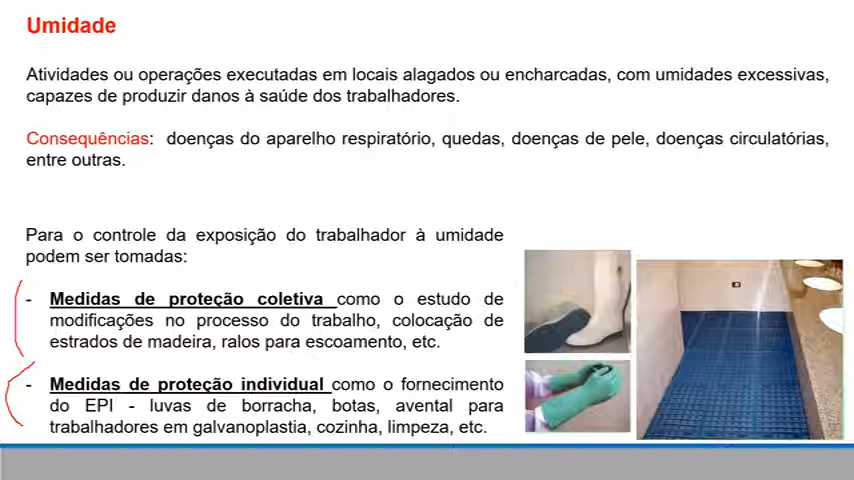 Umidade
Atividades ou operações executadas em locais alagados ou encharcadas, com umidades excessivas,
capazes de produzir danos à saúde dos trabalhadores.
Consequências: doenças do aparelho respiratório, quedas, doenças de pele, doenças circulatórias,
entre outras.
Para o controle da exposição do trabalhador à umidade
podem ser tomadas:
- Medidas de proteção coletiva como o estudo de
modificações no processo do trabalho, colocação de
estrados de madeira, ralos para escoamento, etc.
- Medidas de proteção individual como o fornecimento
do EPI - luvas de borracha, botas, avental para
trabalhadores em galvanoplastia, cozinha, limpeza, etc.